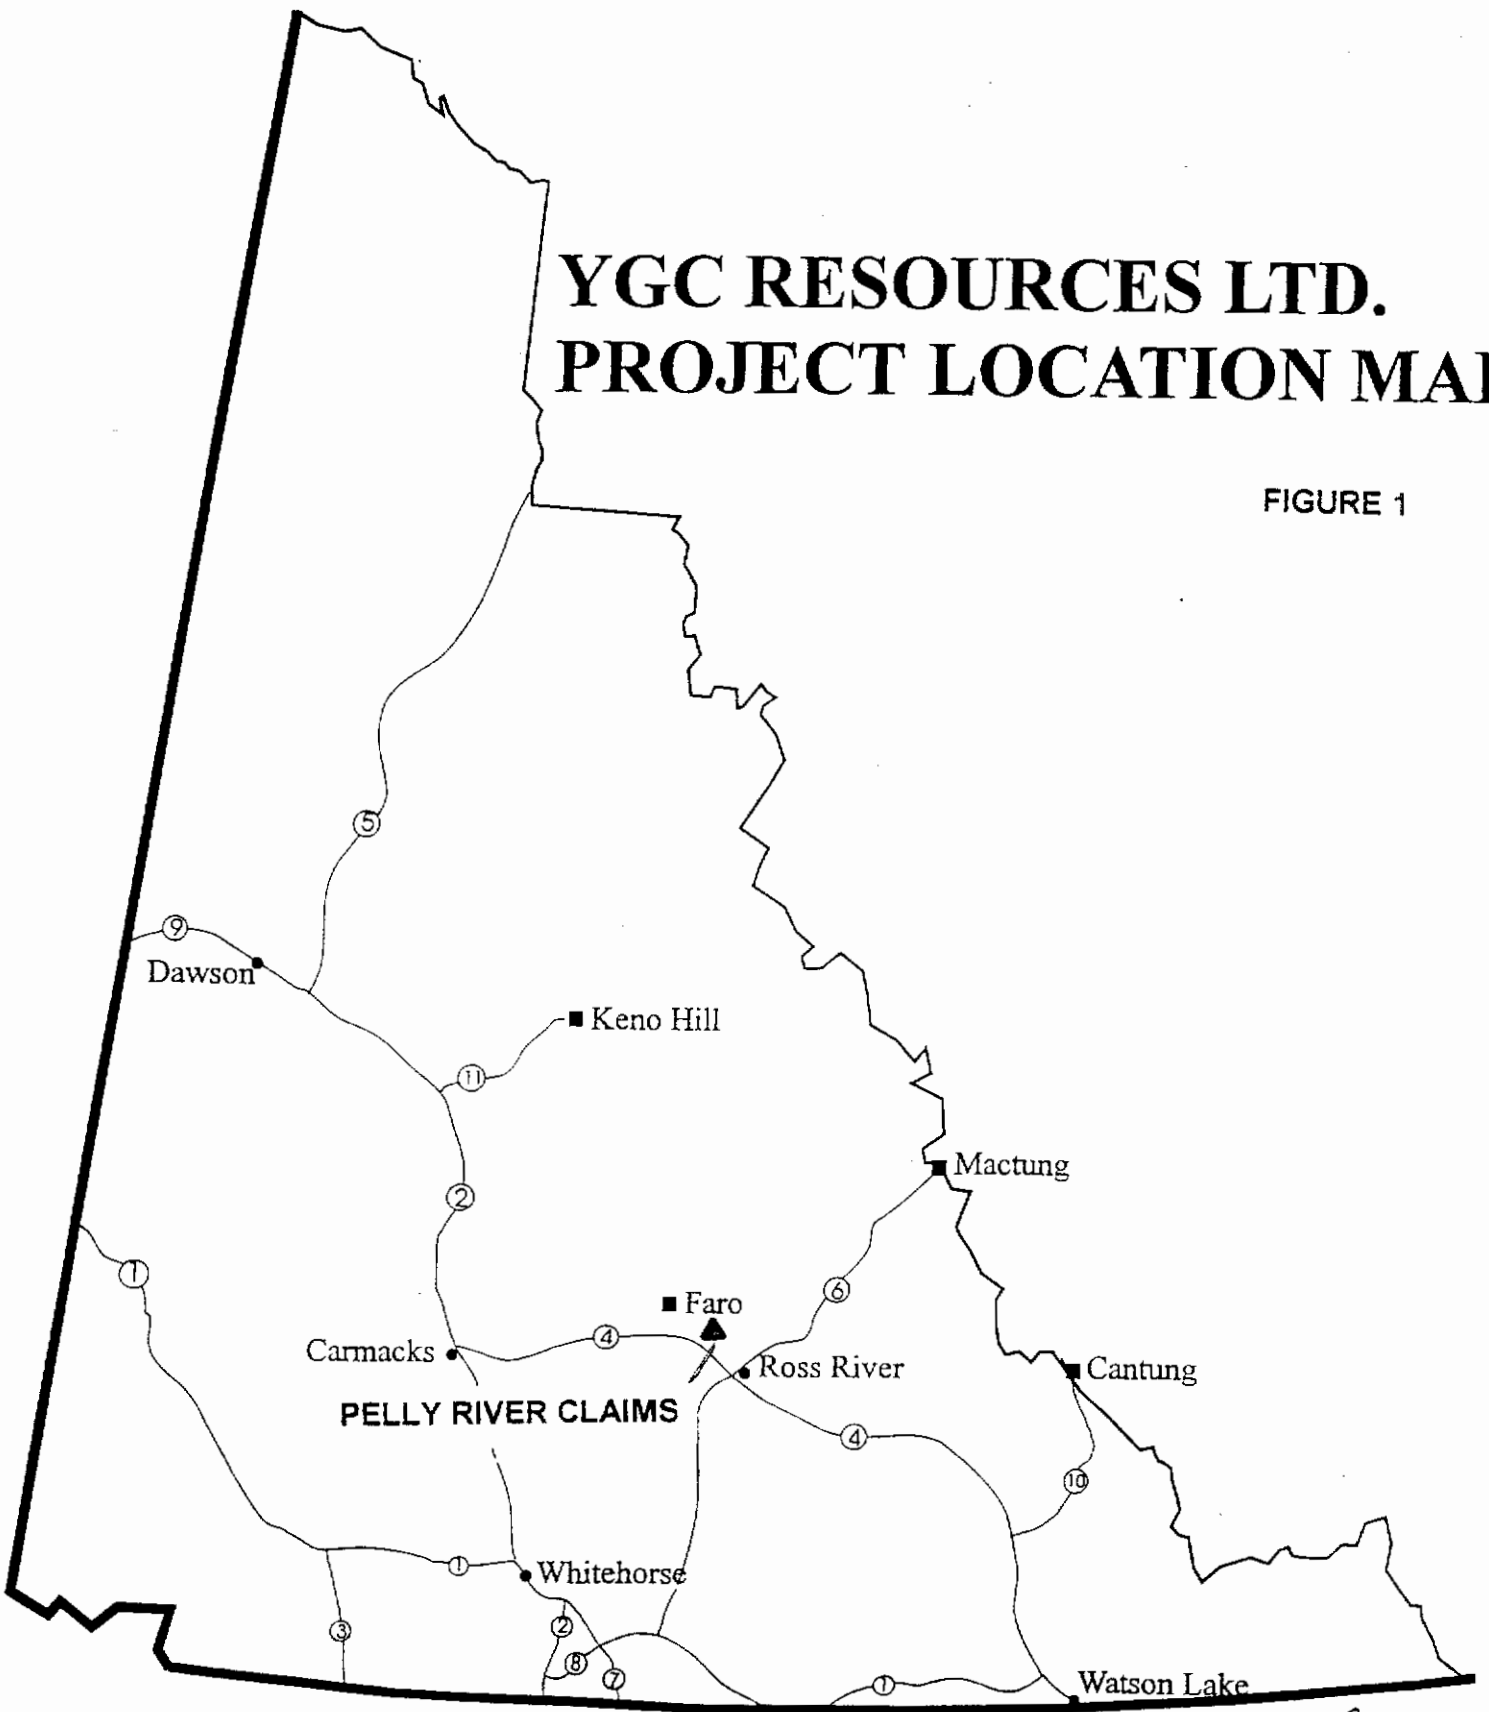 YGC RESOURCES LTD.
PROJECT LOCATION MA
FIGURE 1
5
9
Dawson
Keno Hill
11
Mactung
2
1
6
Faro
4
Carmacks
Ross River
Cantung
PELLY RIVER CLAIMS
4
10
1
Whitehorse
3
2
8
7
1
Watson Lake